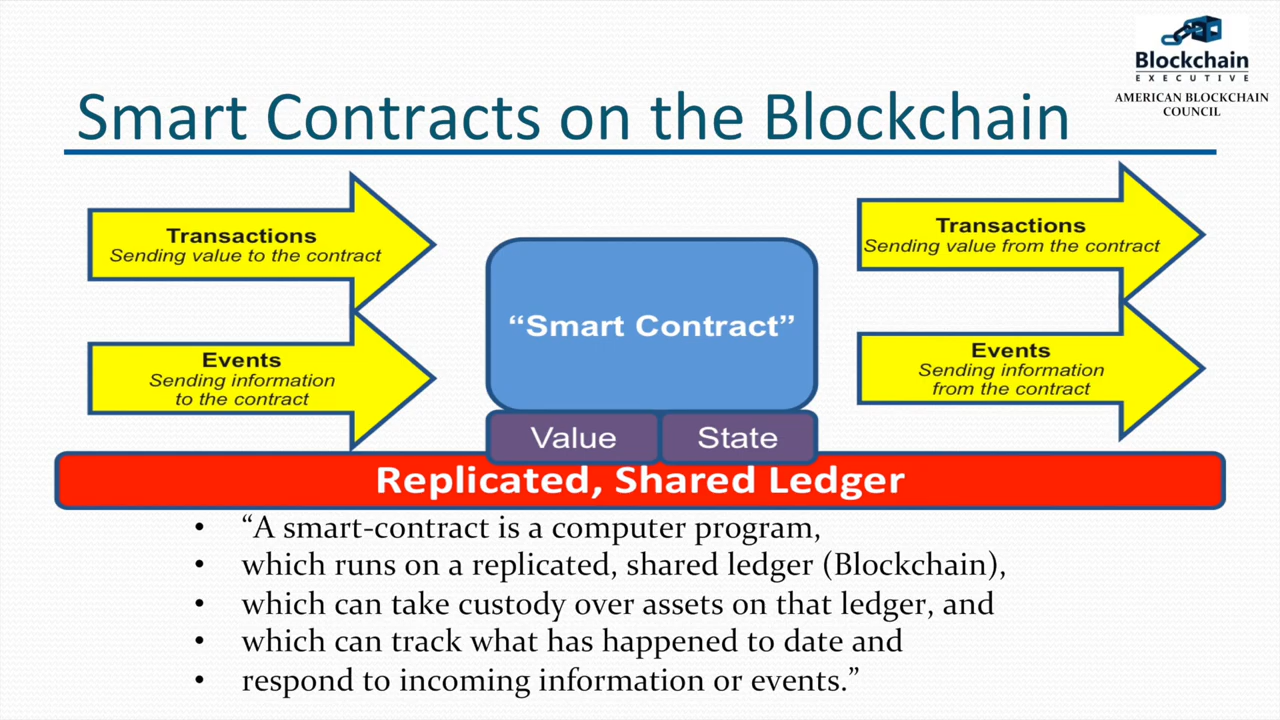 Blockchain
EXECUTIVE
AMERICAN BLOCKCHAIN
COUNCIL
Smart Contracts on the Blockchain
Transactions
Sending value to the contract
Events
Sending information
to the contract
“Smart Contract”
Value
State
Transactions
Sending value from the contract
Events
Sending information
from the contract
Replicated, Shared Ledger
• “A smart-contract is a computer program,
• which runs on a replicated, shared ledger (Blockchain),
• which can take custody over assets on that ledger, and
• which can track what has happened to date and
• respond to incoming information or events.”